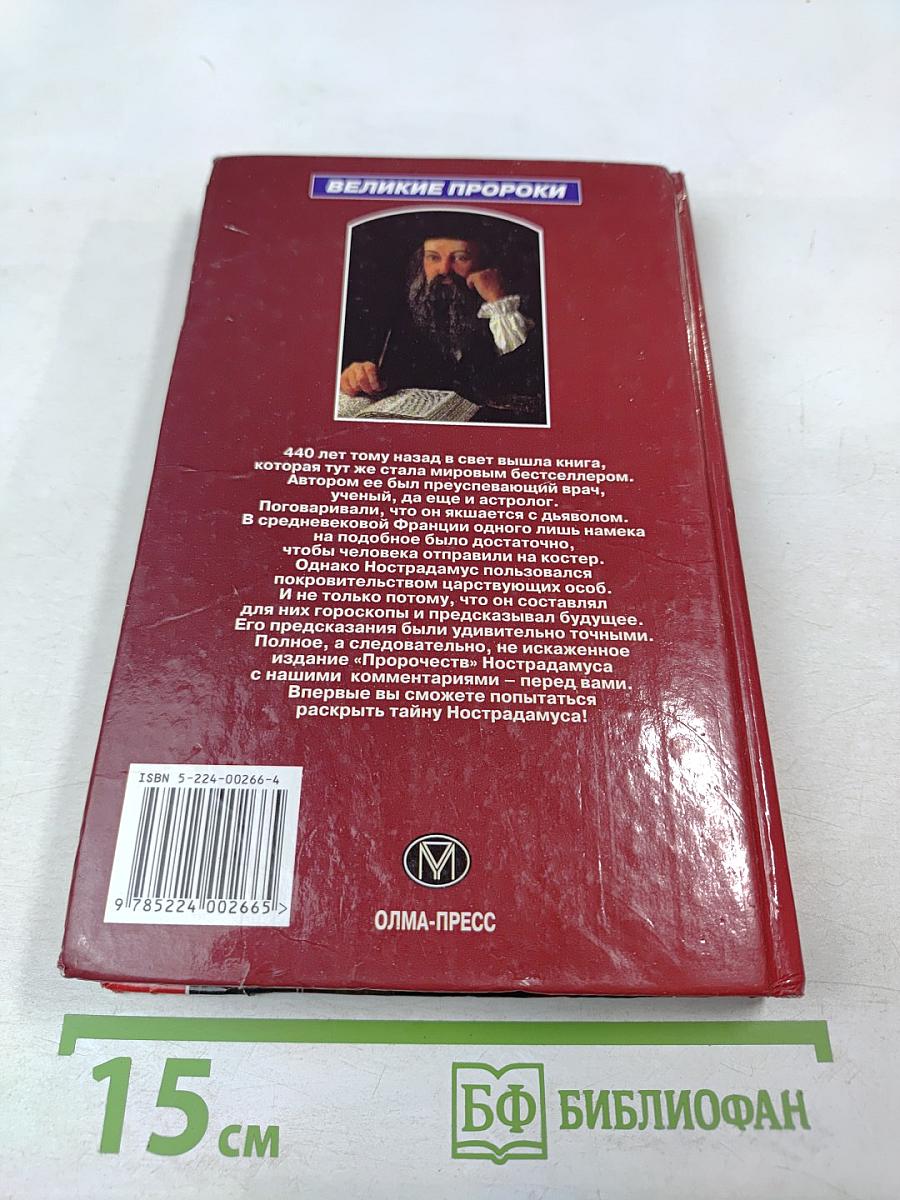 ВЕЛИКИЕ ПРОРОКИ
440 лет тому назад в свет вышла книга,
которая тут же стала мировым бестселлером.
Автором ее был преуспевающий врач,
ученый, да еще и астролог.
Поговаривали, что он якшается с дьяволом.
В средневековой Франции одного лишь намека
на подобное было достаточно,
чтобы человека отправили на костер.
Однако Нострадамус пользовался
покровительством царствующих особ.
И не только потому, что он составлял
для них гороскопы и предсказывал будущее.
Его предсказания были удивительно точными.
Полное, а следовательно, не искаженное
издание «Пророчеств» Нострадамуса
с нашими комментариями – перед вами.
Впервые вы сможете попытаться
раскрыть тайну Нострадамуса!
ISBN 5-224-00266-4
9 785224 002665 >
ОЛМА-ПРЕСС
15 см
БФ БИБЛИОФАН